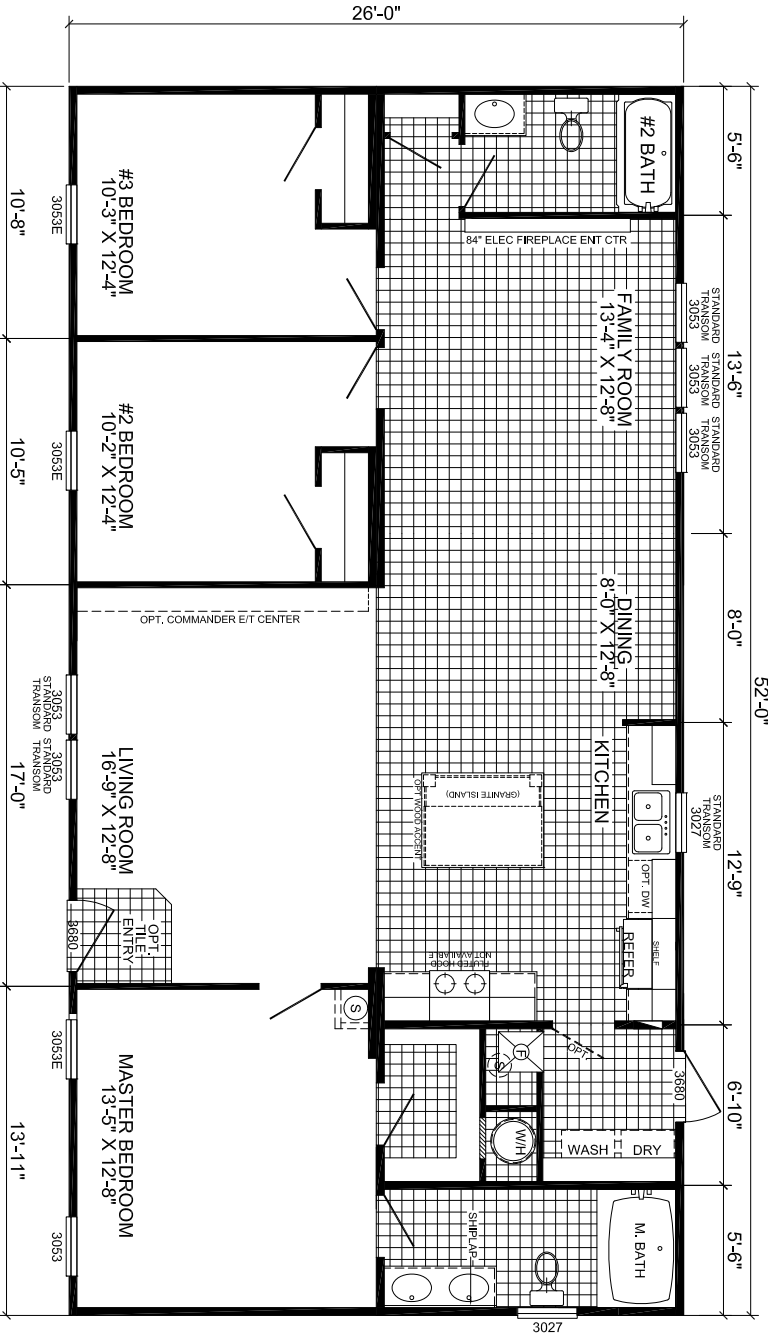 26'-0"
52'-0"
5'-6"
13'-6"
8'-0"
12'-9"
6'-10"
5'-6"
#2 BATH
84" ELEC FIREPLACE ENT CTR
STANDARD
TRANSOM
3053
STANDARD
TRANSOM
3053
STANDARD
TRANSOM
3053
FAMILY ROOM
13'-4" X 12'-8"
DINING
8'-0" X 12'-8"
KITCHEN
STANDARD
TRANSOM
3027
(GRANITE ISLAND)
OPT WOOD ACCENT
OPT. DW
REFER
SHELF
FLUTED HOOD
NOT AVAILABLE
OPT.
3680
F
S
W/H
WASH
DRY
M. BATH
SHIPLAP
3027
#3 BEDROOM
10'-3" X 12'-4"
#2 BEDROOM
10'-2" X 12'-4"
OPT. COMMANDER E/T CENTER
LIVING ROOM
16'-9" X 12'-8"
OPT.
TILE
ENTRY
3680
S
MASTER BEDROOM
13'-5" X 12'-8"
3053E
3053E
3053
STANDARD
TRANSOM
3053
STANDARD
TRANSOM
3053E
3053
10'-8"
10'-5"
17'-0"
13'-11"